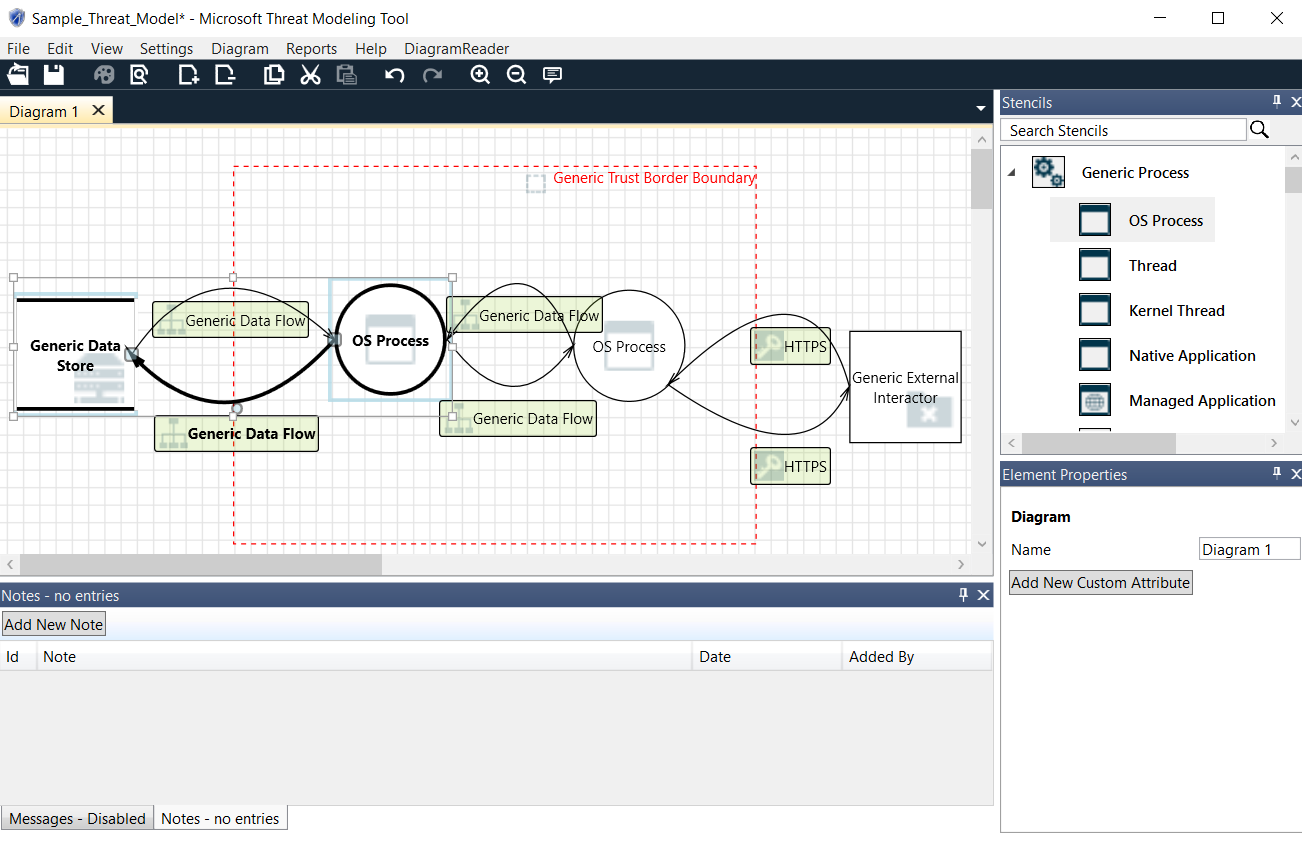 Sample_Threat_Model* - Microsoft Threat Modeling Tool
File Edit View Settings Diagram Reports Help DiagramReader
Diagram 1
Generic Trust Border Boundary
Generic Data
Store
Generic Data Flow
Generic Data Flow
OS Process
Generic Data Flow
Generic Data Flow
OS Process
HTTPS
HTTPS
Generic External
Interactor
Stencils
Search Stencils
Generic Process
OS Process
Thread
Kernel Thread
Native Application
Managed Application
Element Properties
Diagram
Name Diagram 1
Add New Custom Attribute
Notes - no entries
Add New Note
Id Note Date Added By
Messages - Disabled Notes - no entries